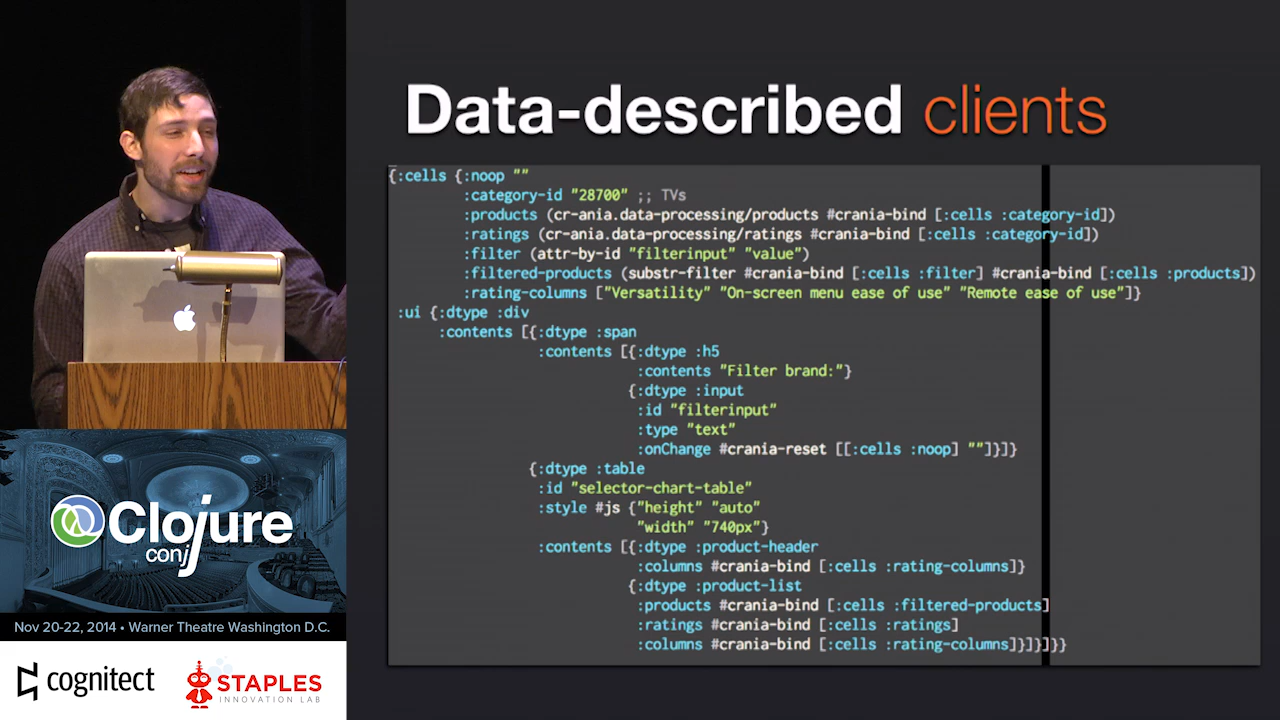 Data-described clients
{:cells {:noop ""
:category-id "28700" ;; TVs
:products (cr-ania.data-processing/products #crania-bind [:cells :category-id])
:ratings (cr-ania.data-processing/ratings #crania-bind [:cells :category-id])
:filter (attr-by-id "filterinput" "value")
:filtered-products (substr-filter #crania-bind [:cells :filter] #crania-bind [:cells :products])
:rating-columns ["Versatility" "On-screen menu ease of use" "Remote ease of use"]}
:ui {:dtype :div
:contents [{:dtype :span
:contents [{:dtype :h5
:contents "Filter brand:"}
{:dtype :input
:id "filterinput"
:type "text"
:onChange #crania-reset [[:cells :noop] ""]}]}
{:dtype :table
:id "selector-chart-table"
:style #js {"height" "auto"
"width" "740px"}
:contents [{:dtype :product-header
:columns #crania-bind [:cells :rating-columns]}
{:dtype :product-list
:products #crania-bind [:cells :filtered-products]
:ratings #crania-bind [:cells :ratings]
:columns #crania-bind [:cells :rating-columns]}]}]}}
Clojure
conj
Nov 20-22, 2014 • Warner Theatre Washington D.C.
cognitect
STAPLES
INNOVATION LAB